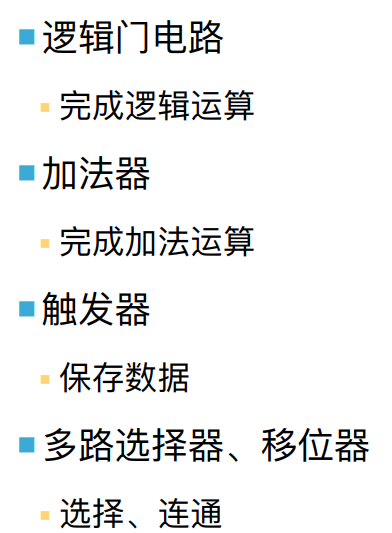 逻辑门电路
完成逻辑运算
加法器
完成加法运算
触发器
保存数据
多路选择器、移位器
选择、连通